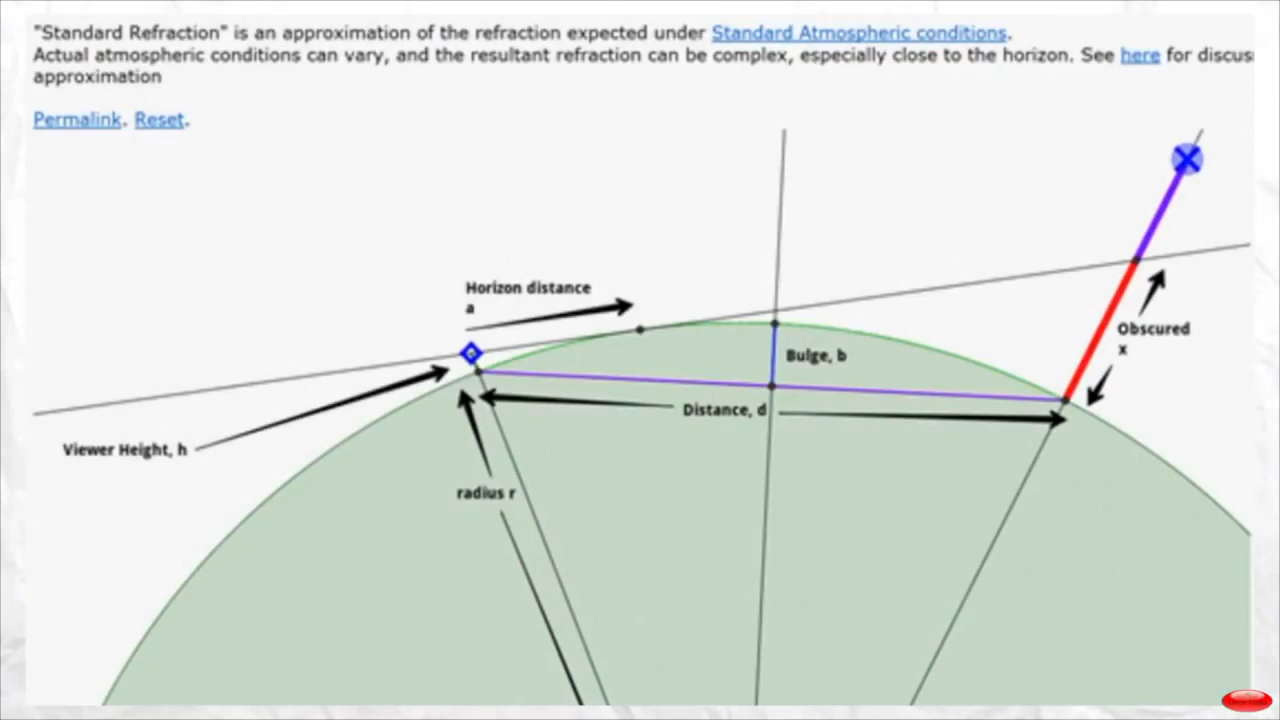 "Standard Refraction" is an approximation of the refraction expected under Standard Atmospheric conditions.
Actual atmospheric conditions can vary, and the resultant refraction can be complex, especially close to the horizon. See here for discus
approximation
Permalink. Reset.
Horizon distance
a
Obscured
x
Bulge, b
Distance, d
Viewer Height, h
radius r